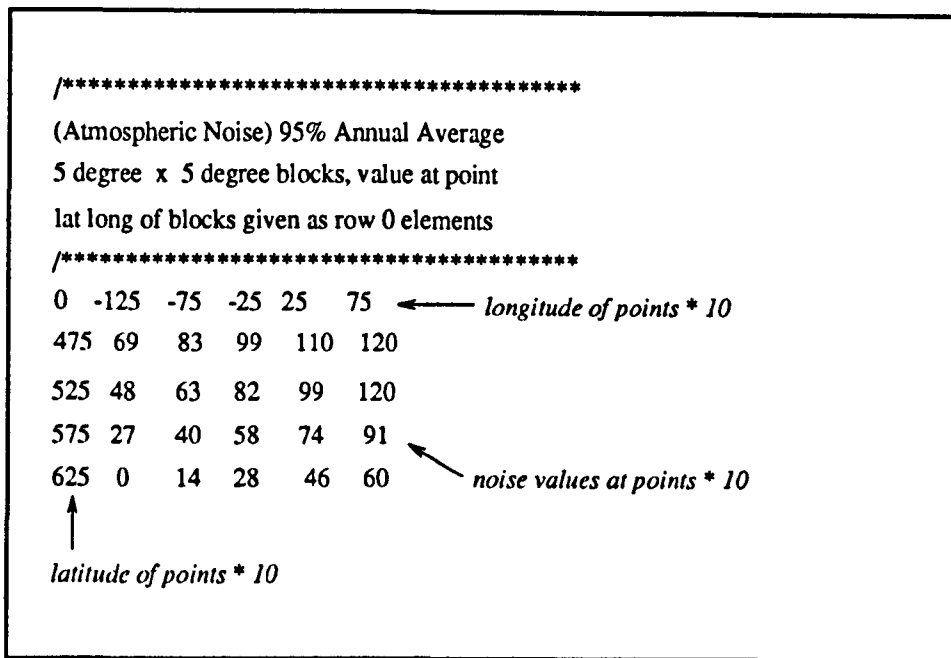 /****************************************
(Atmospheric Noise) 95% Annual Average
5 degree x 5 degree blocks, value at point
lat long of blocks given as row 0 elements
/****************************************
0 -125 -75 -25 25 75 longitude of points * 10
475 69 83 99 110 120
525 48 63 82 99 120
575 27 40 58 74 91
625 0 14 28 46 60 noise values at points * 10
latitude of points * 10